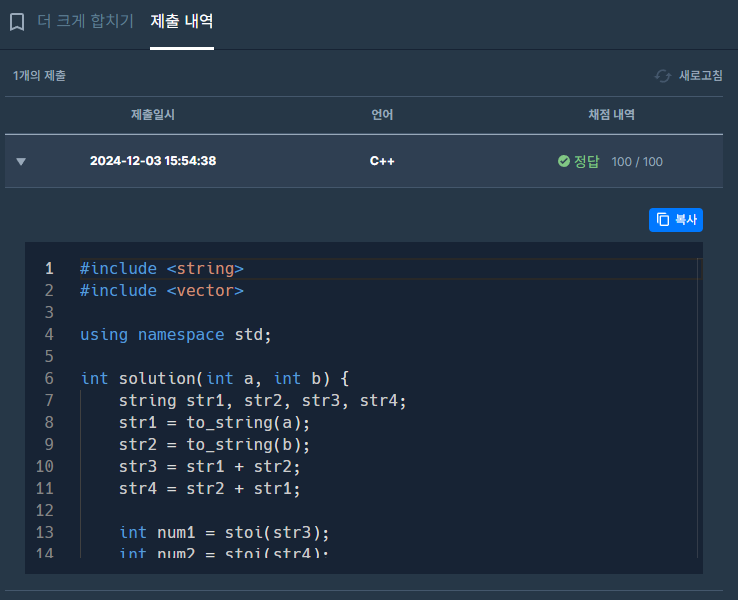 더 크게 합치기 제출 내역
1개의 제출 새로고침
제출일시 언어 채점 내역
2024-12-03 15:54:38 C++ 정답 100 / 100
복사
1 #include <string>
2 #include <vector>
3
4 using namespace std;
5
6 int solution(int a, int b) {
7 string str1, str2, str3, str4;
8 str1 = to_string(a);
9 str2 = to_string(b);
10 str3 = str1 + str2;
11 str4 = str2 + str1;
12
13 int num1 = stoi(str3);
14 int num2 = stoi(str4);